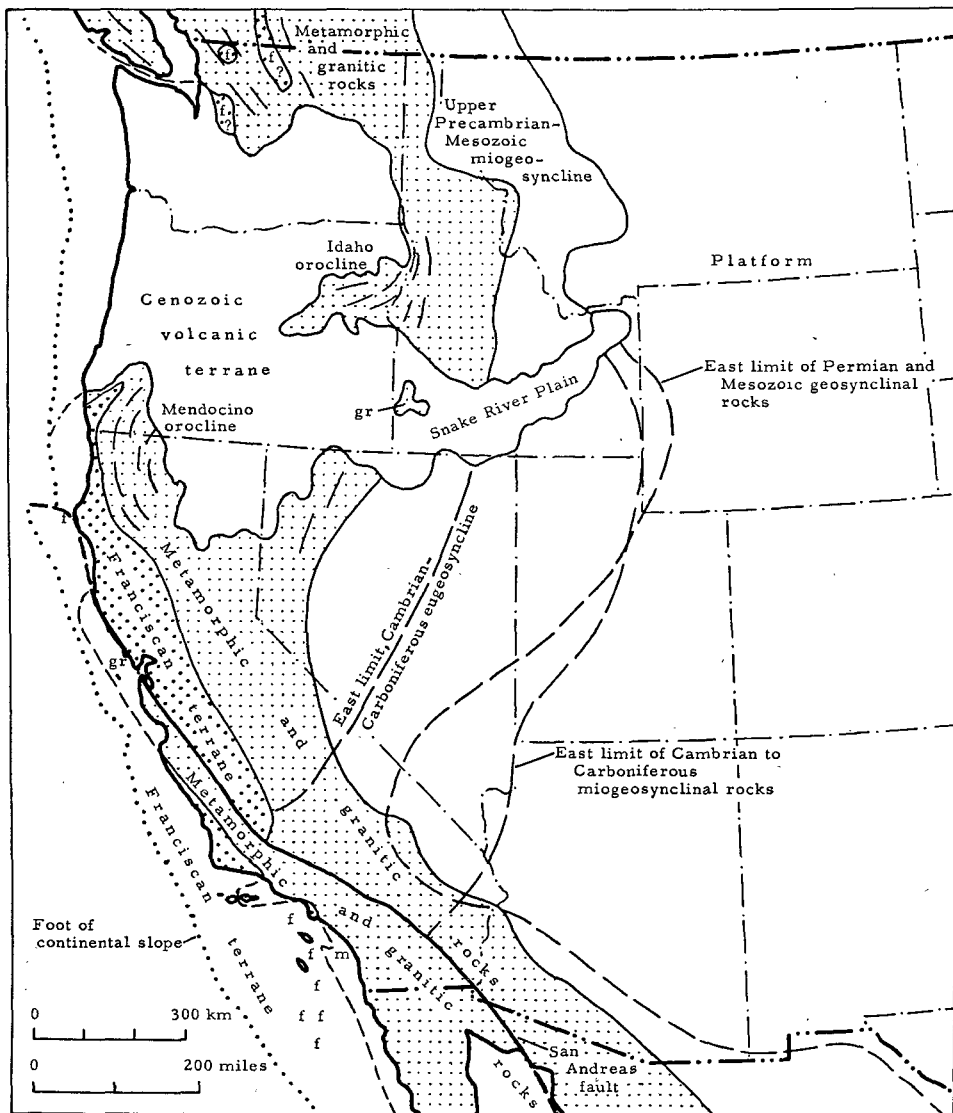 Metamorphic
and
granitic
rocks
f
f
?
f
?
Upper
Precambrian-
Mesozoic
miogeo-
syncline
Idaho
orocline
Platform
Cenozoic
volcanic
terrane
East limit of Permian and
Mesozoic geosynclinal
rocks
gr
Snake River Plain
Mendocino
orocline
f
Franciscan terrane
Metamorphic and granitic rocks
East limit, Cambrian-
Carboniferous eugeosyncline
gr
East limit of Cambrian to
Carboniferous
miogeosynclinal rocks
Metamorphic and granitic rocks
Franciscan terrane
Foot of
continental slope
f
f
m
f
f f
f
0 300 km
0 200 miles
San
Andreas
fault